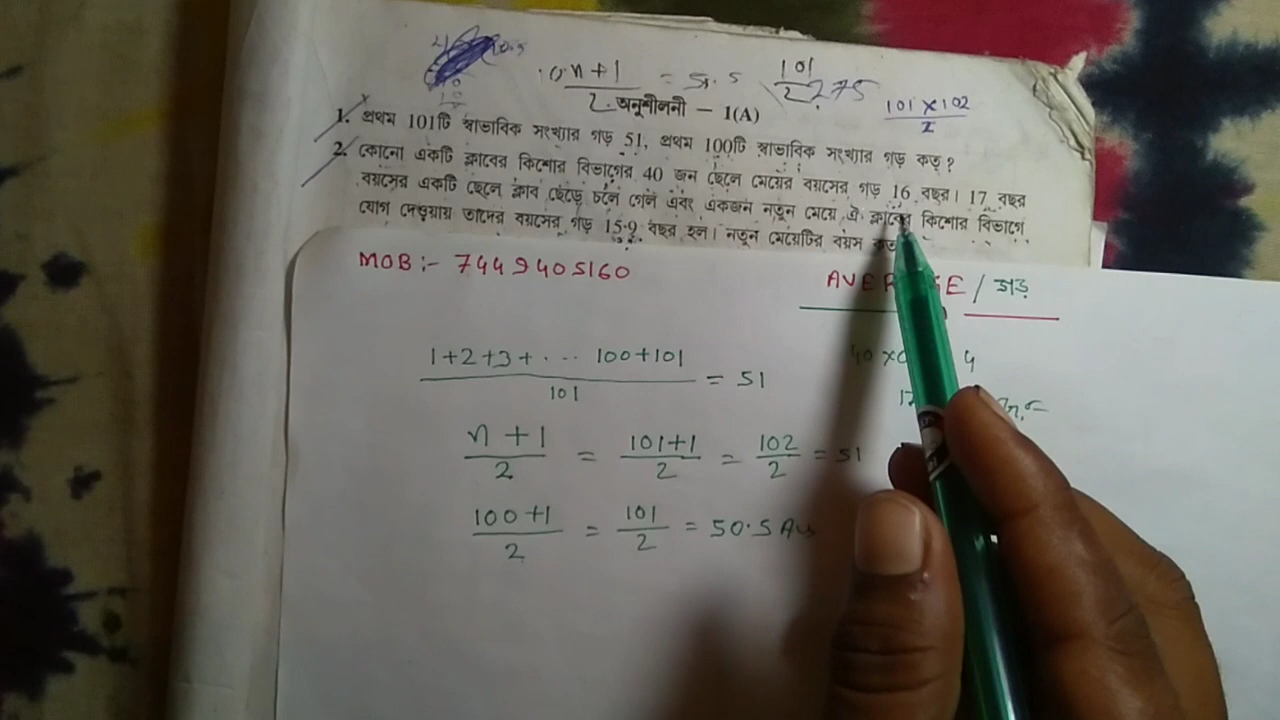 n+1
2
101
2
275
101×102
2
অনুশীলনী – 1(A)
1. প্রথম 101টি স্বাভাবিক সংখ্যার গড় 51, প্রথম 100টি স্বাভাবিক সংখ্যার গড় কত?
2. কোনো একটি ক্লাবের কিশোর বিভাগের 40 জন ছেলে মেয়ের বয়সের গড় 16 বছর। 17 বছর
বয়সের একটি ছেলে ক্লাব ছেড়ে চলে গেল এবং একজন নতুন মেয়ে ঐ ক্লাবের কিশোর বিভাগে
যোগ দেওয়ায় তাদের বয়সের গড় 15·9 বছর হল। নতুন মেয়েটির বয়স
MOB:- 7449405160
/ গড়
1+2+3+ · ·· 100+101
101
= 51
n + 1
2
= 101+1
2
= 102
2
= 51
100+1
2
= 101
2
= 50.5